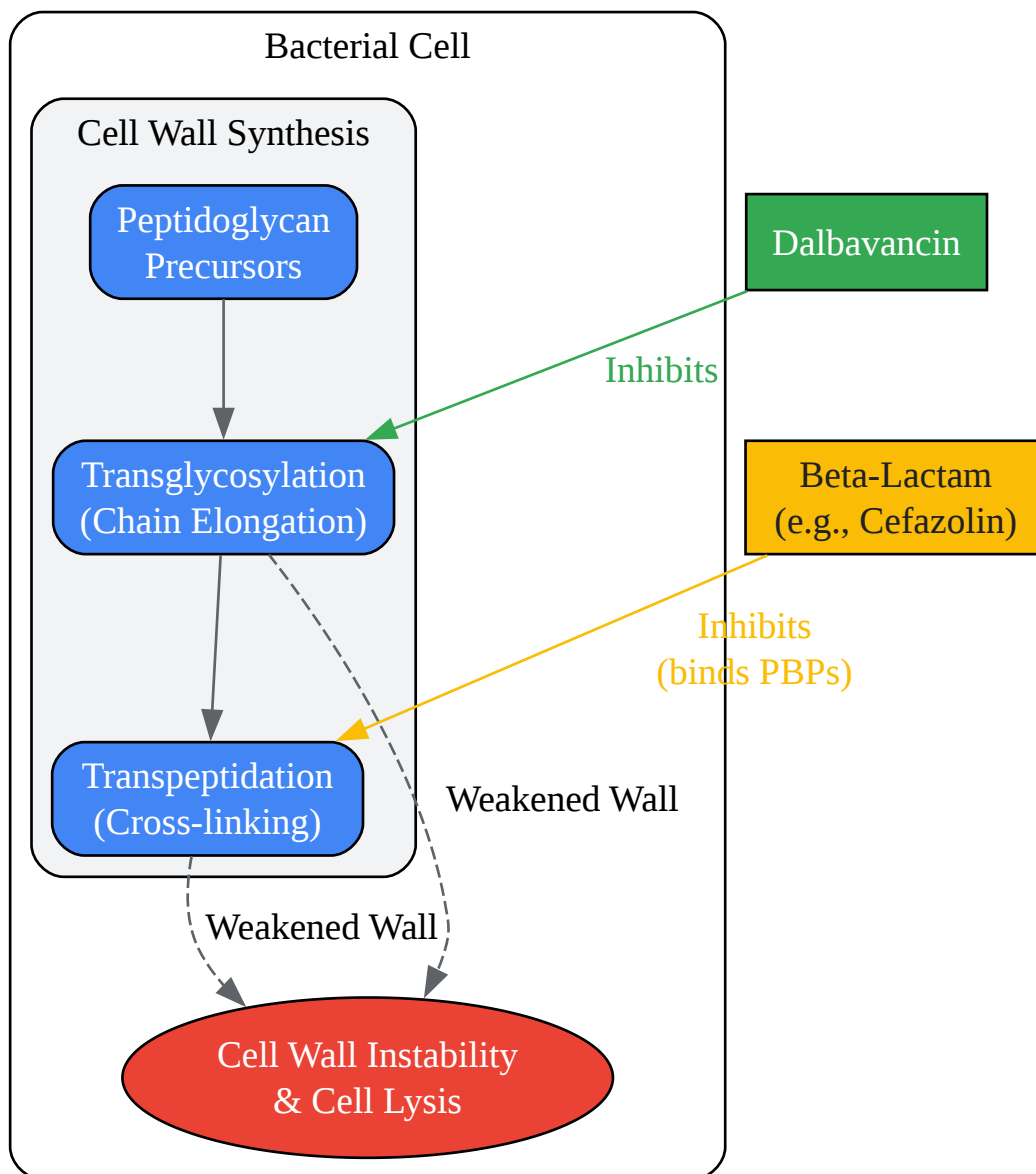 Bacterial Cell
Cell Wall Synthesis
Peptidoglycan
Precursors
Dalbavancin
Inhibits
Transglycosylation
(Chain Elongation)
Beta-Lactam
(e.g., Cefazolin)
Inhibits
(binds PBPs)
Transpeptidation
(Cross-linking)
Weakened Wall
Weakened Wall
Cell Wall Instability
& Cell Lysis